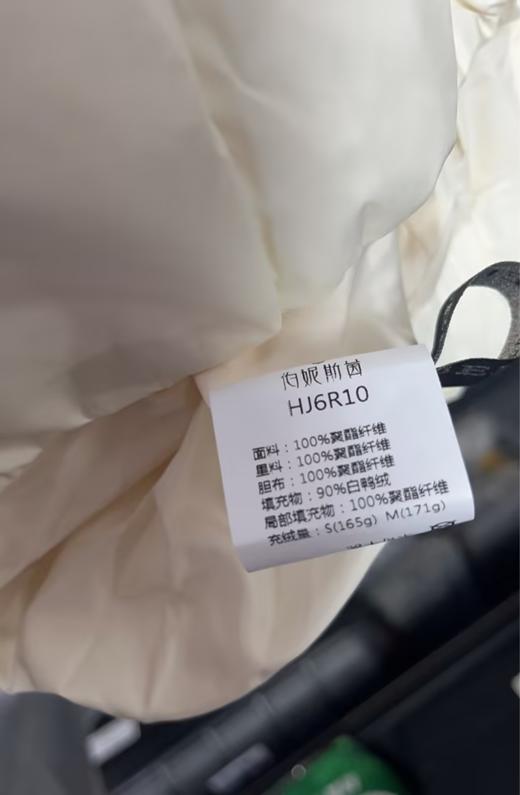 伯妮斯茵
HJ6R10
面料：100%聚酯纤维
里料：100%聚酯纤维
胆布：100%聚酯纤维
填充物：90%白鸭绒
局部填充物：100%聚酯纤维
充绒量：S(165g) M(171g)